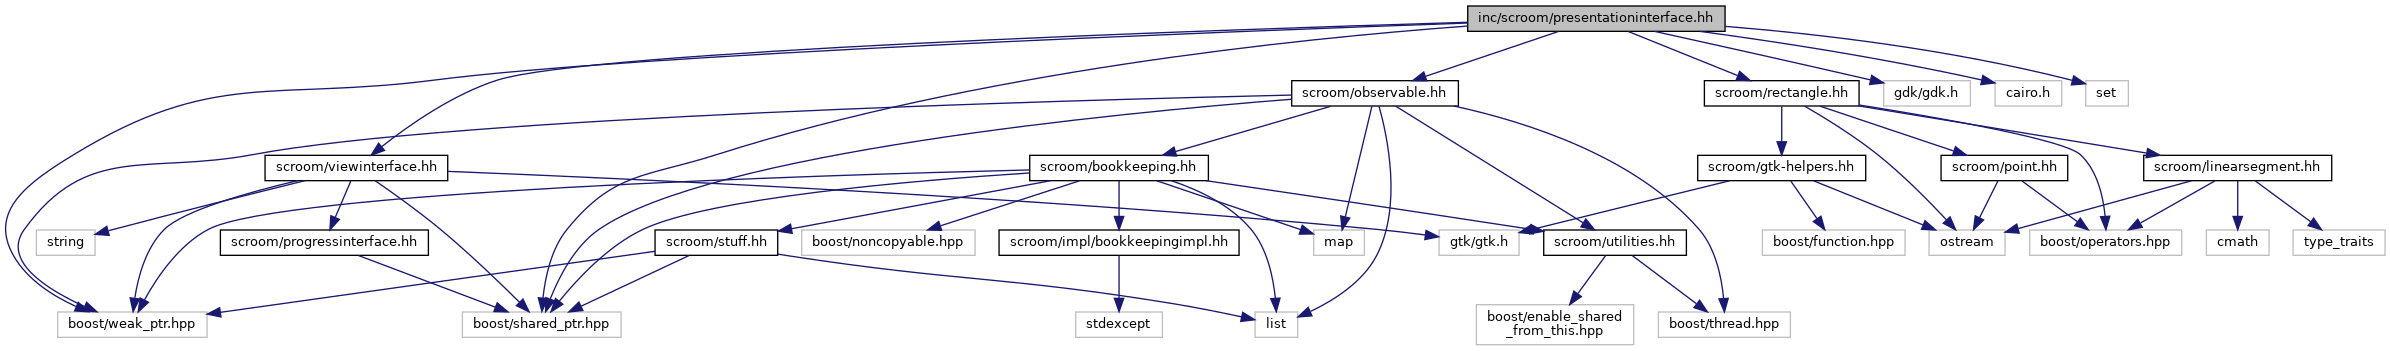 inc/scroom/presentationinterface.hh
scroom/observable.hh
scroom/rectangle.hh
gdk/gdk.h
cairo.h
set
scroom/viewinterface.hh
scroom/bookkeeping.hh
scroom/gtk-helpers.hh
scroom/point.hh
scroom/linearsegment.hh
string
scroom/progressinterface.hh
scroom/stuff.hh
boost/noncopyable.hpp
scroom/impl/bookkeepingimpl.hh
map
gtk/gtk.h
scroom/utilities.hh
boost/function.hpp
ostream
boost/operators.hpp
cmath
type_traits
boost/weak_ptr.hpp
boost/shared_ptr.hpp
stdexcept
list
boost/enable_shared
_from_this.hpp
boost/thread.hpp